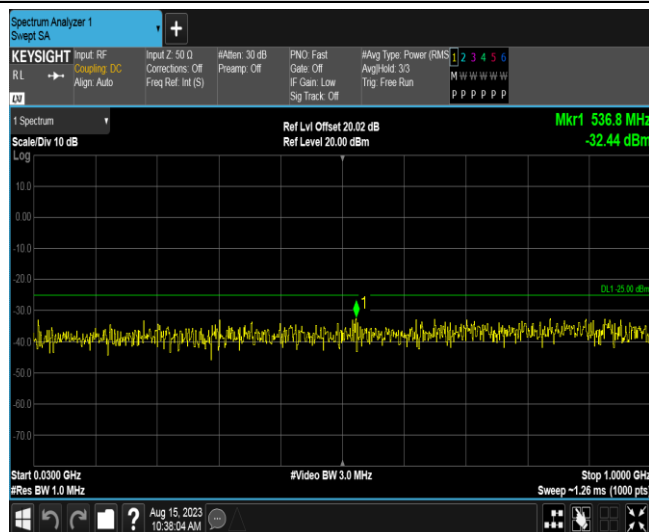 Spectrum Analyzer 1
Swept SA
+
KEYSIGHT
RL
LXI
Input: RF
Coupling: DC
Align: Auto
Input Z: 50 Ω
Corrections: Off
Freq Ref: Int (S)
#Atten: 30 dB
Preamp: Off
PNO: Fast
Gate: Off
IF Gain: Low
Sig Track: Off
#Avg Type: Power (RMS
Avg|Hold: 3/3
Trig: Free Run
1 2 3 4 5 6
M W W W W W
P P P P P P
1 Spectrum
Scale/Div 10 dB
Log
Ref Lvl Offset 20.02 dB
Ref Level 20.00 dBm
Mkr1 536.8 MHz
-32.44 dBm
10.0
0.00
-10.0
-20.0
DL1 -25.00 dBm
-30.0
1
-40.0
-50.0
-60.0
-70.0
Start 0.0300 GHz
#Res BW 1.0 MHz
#Video BW 3.0 MHz
Stop 1.0000 GHz
Sweep ~1.26 ms (1000 pts)
?
Aug 15, 2023
10:38:04 AM